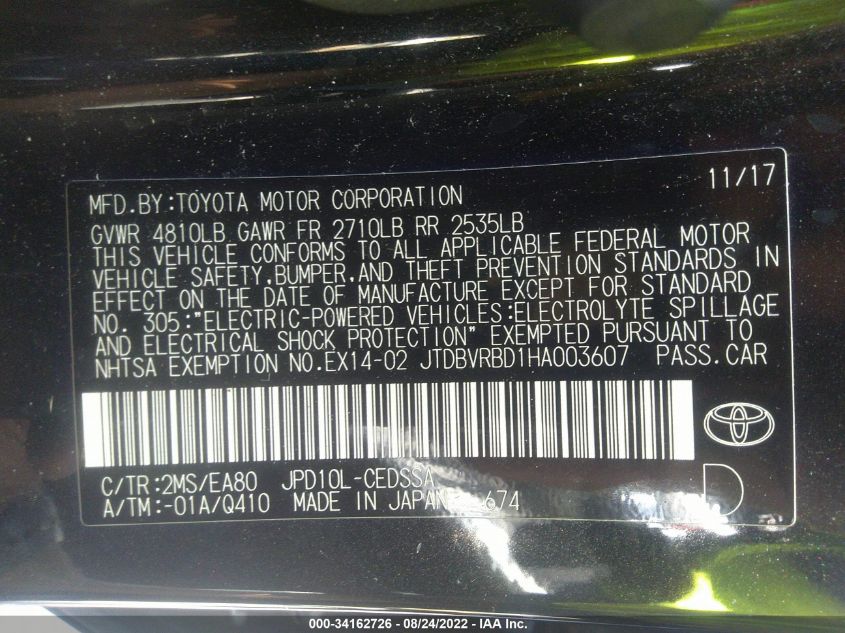 11/17
MFD.BY:TOYOTA MOTOR CORPORATION
GVWR 4810LB GAWR FR 2710LB RR 2535LB
THIS VEHICLE CONFORMS TO ALL APPLICABLE FEDERAL MOTOR
VEHICLE SAFETY,BUMPER,AND THEFT PREVENTION STANDARDS IN
EFFECT ON THE DATE OF MANUFACTURE EXCEPT FOR STANDARD
NO. 305:"ELECTRIC-POWERED VEHICLES:ELECTROLYTE SPILLAGE
AND ELECTRICAL SHOCK PROTECTION" EXEMPTED PURSUANT TO
NHTSA EXEMPTION NO.EX14-02 JTDBVRBD1HA003607 PASS.CAR
C/TR:2MS/EA80 JPD10L-CEDSSA
A/TM:-01A/Q410 MADE IN JAPAN 674
D
000-34162726 - 08/24/2022 - IAA Inc.